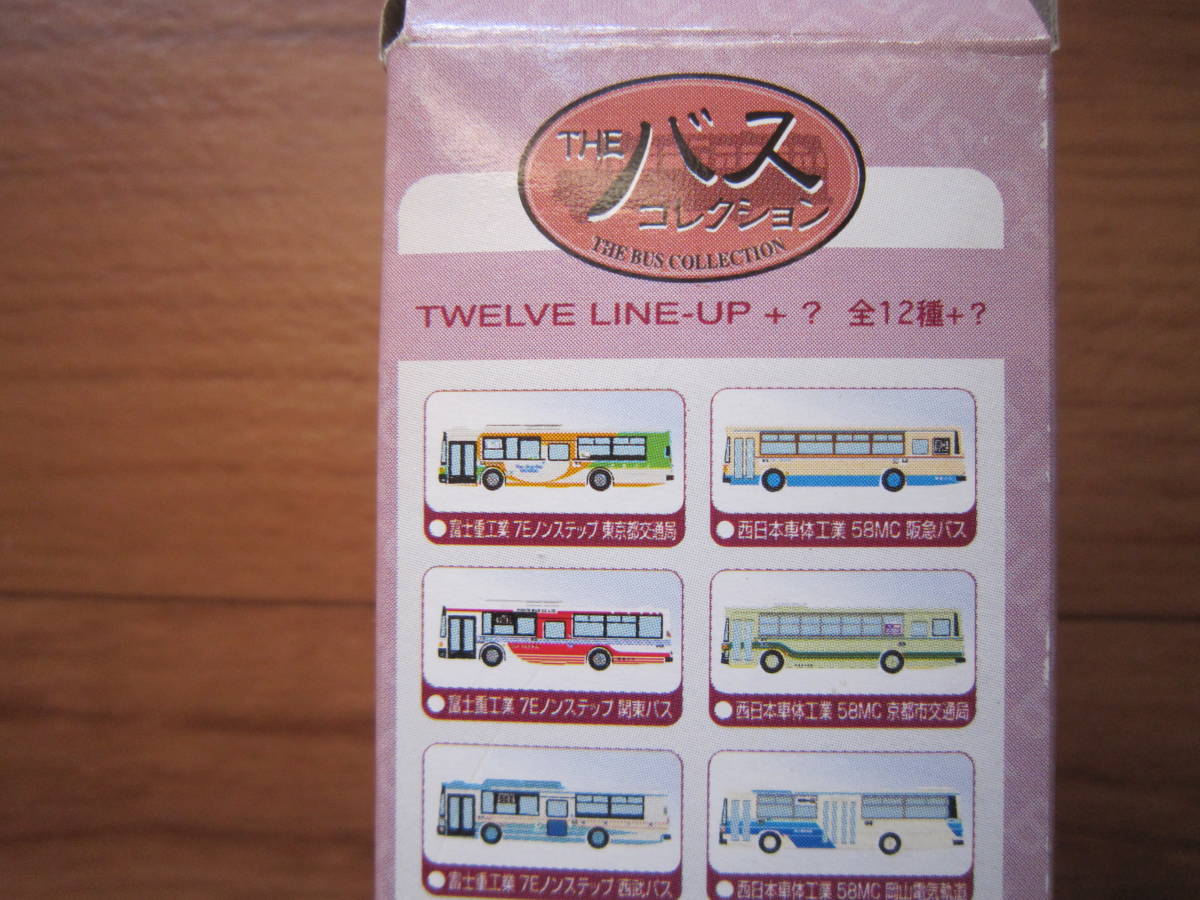 THE バス
コレクション
THE BUS COLLECTION
TWELVE LINE-UP + ? 全12種+?
富士重工業 7Eノンステップ 東京都交通局
西日本車体工業 58MC 阪急バス
富士重工業 7Eノンステップ 関東バス
西日本車体工業 58MC 京都市交通局
富士重工業 7Eノンステップ 西武バス
西日本車体工業 58MC 岡山電気軌道